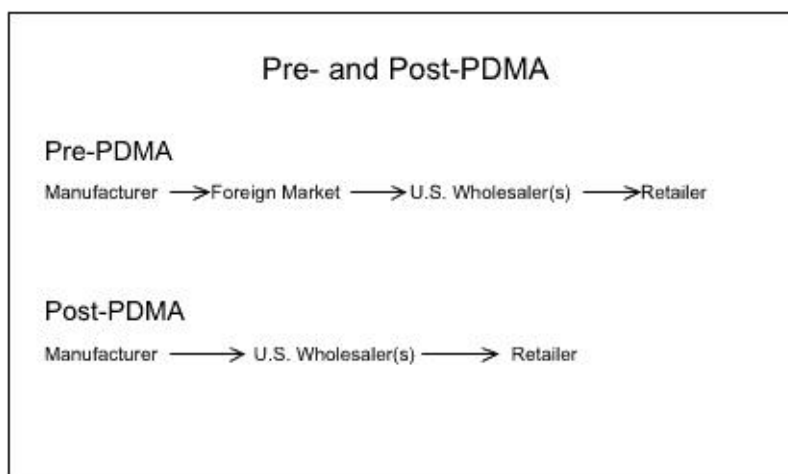 Pre- and Post-PDMA
Pre-PDMA
Manufacturer Foreign Market U.S. Wholesaler(s) Retailer
Post-PDMA
Manufacturer U.S. Wholesaler(s) Retailer